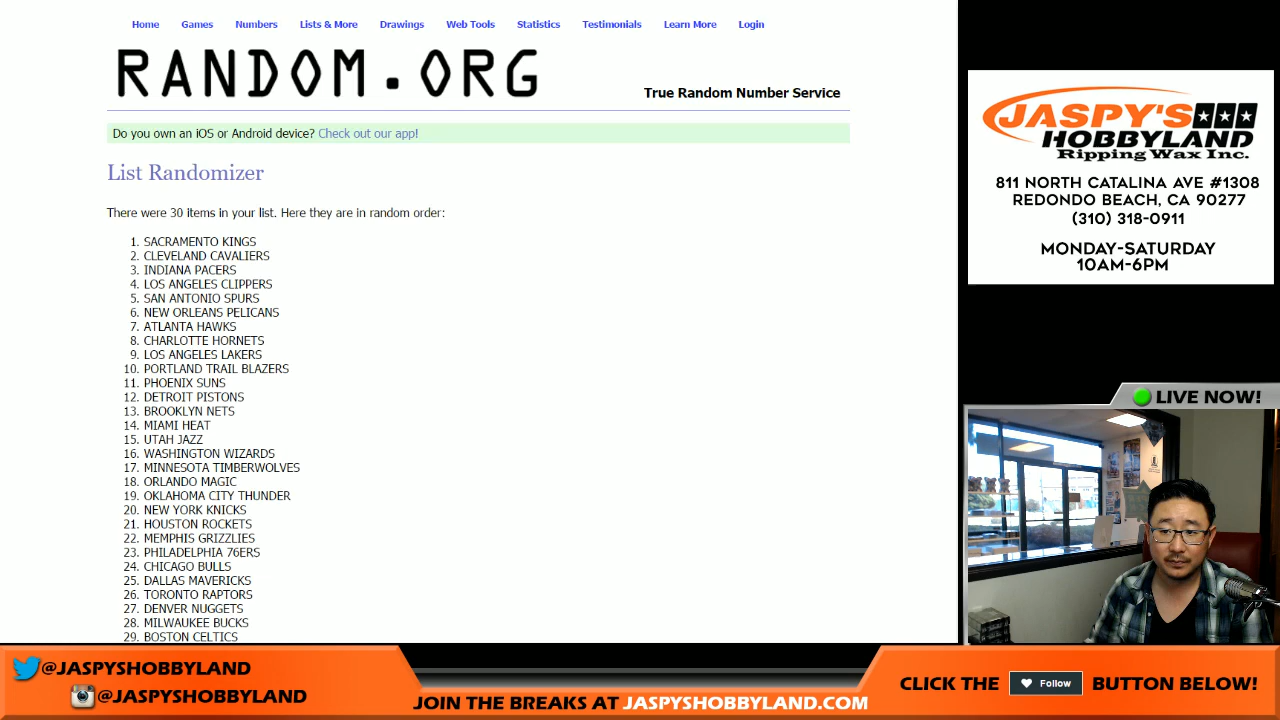 Home Games Numbers Lists & More Drawings Web Tools Statistics Testimonials Learn More Login
RANDOM.ORG
True Random Number Service
Do you own an iOS or Android device? Check out our app!
List Randomizer
There were 30 items in your list. Here they are in random order:
1. SACRAMENTO KINGS
2. CLEVELAND CAVALIERS
3. INDIANA PACERS
4. LOS ANGELES CLIPPERS
5. SAN ANTONIO SPURS
6. NEW ORLEANS PELICANS
7. ATLANTA HAWKS
8. CHARLOTTE HORNETS
9. LOS ANGELES LAKERS
10. PORTLAND TRAIL BLAZERS
11. PHOENIX SUNS
12. DETROIT PISTONS
13. BROOKLYN NETS
14. MIAMI HEAT
15. UTAH JAZZ
16. WASHINGTON WIZARDS
17. MINNESOTA TIMBERWOLVES
18. ORLANDO MAGIC
19. OKLAHOMA CITY THUNDER
20. NEW YORK KNICKS
21. HOUSTON ROCKETS
22. MEMPHIS GRIZZLIES
23. PHILADELPHIA 76ERS
24. CHICAGO BULLS
25. DALLAS MAVERICKS
26. TORONTO RAPTORS
27. DENVER NUGGETS
28. MILWAUKEE BUCKS
29. BOSTON CELTICS
JASPY'S
HOBBYLAND
Ripping Wax Inc.
811 NORTH CATALINA AVE #1308
REDONDO BEACH, CA 90277
(310) 318-0911
MONDAY-SATURDAY
10AM-6PM
LIVE NOW!
@JASPYSHOBBYLAND
@JASPYSHOBBYLAND
JOIN THE BREAKS AT JASPYSHOBBYLAND.COM
CLICK THE Follow BUTTON BELOW!